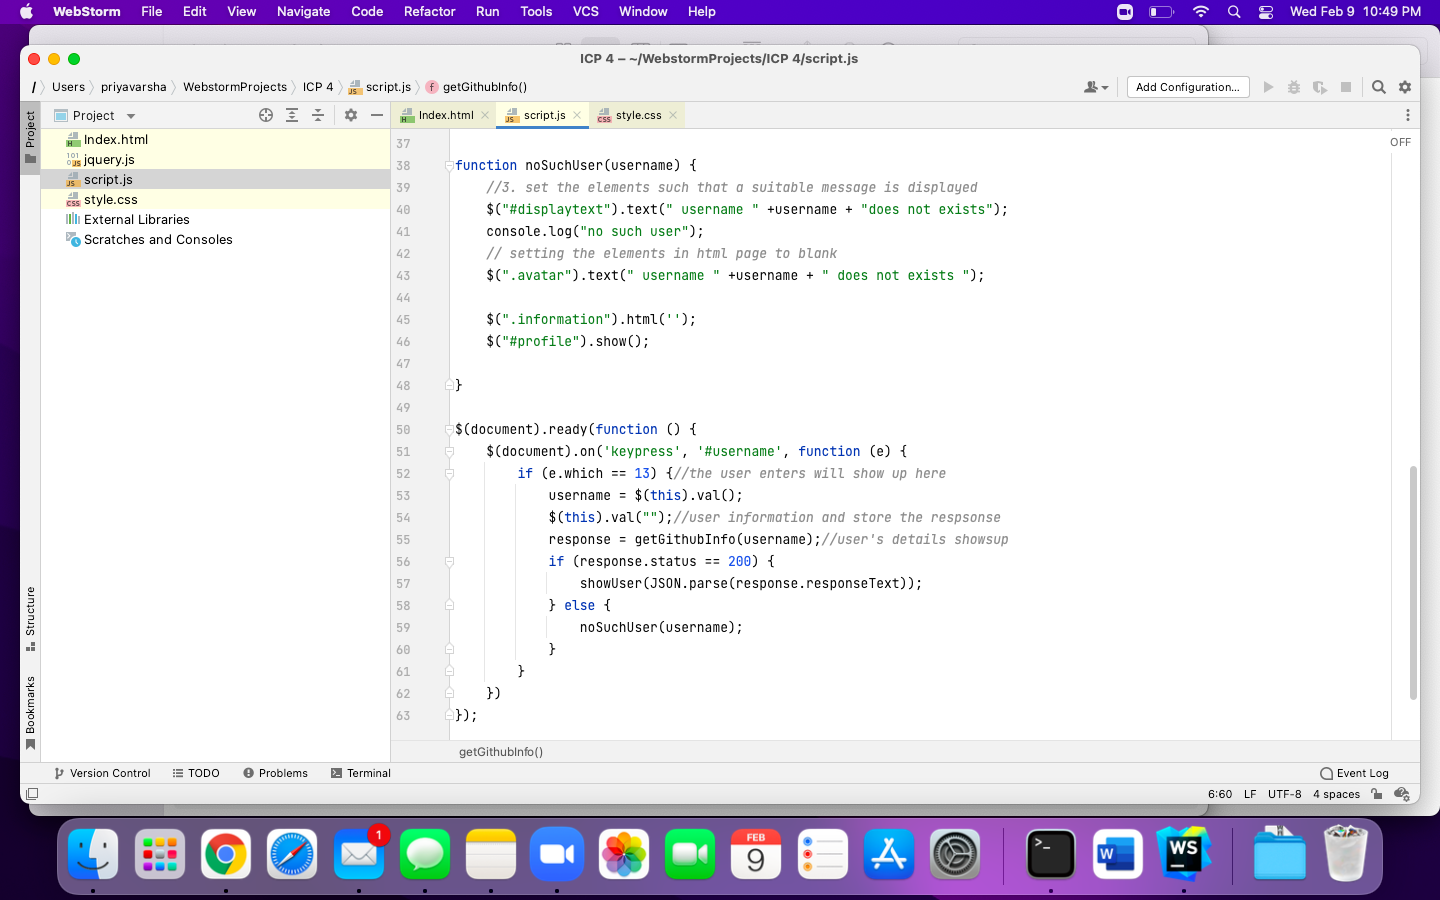 WebStorm File Edit View Navigate Code Refactor Run Tools VCS Window Help Wed Feb 9 10:49 PM
ICP 4 – ~/WebstormProjects/ICP 4/script.js
/ Users priyavarsha WebstormProjects ICP 4 script.js f getGithubInfo() Add Configuration...
Project
Project
Index.html script.js style.css
Index.html
jquery.js
script.js
style.css
External Libraries
Scratches and Consoles
OFF
37
38 function noSuchUser(username) {
39 //3. set the elements such that a suitable message is displayed
40 $("#displaytext").text(" username " +username + "does not exists");
41 console.log("no such user");
42 // setting the elements in html page to blank
43 $(".avatar").text(" username " +username + " does not exists ");
44
45 $(".information").html('');
46 $("#profile").show();
47
48 }
49
50 $(document).ready(function () {
51 $(document).on('keypress', '#username', function (e) {
52 if (e.which == 13) {//the user enters will show up here
53 username = $(this).val();
54 $(this).val("");//user information and store the respsonse
55 response = getGithubInfo(username);//user's details showsup
56 if (response.status == 200) {
57 showUser(JSON.parse(response.responseText));
58 } else {
59 noSuchUser(username);
60 }
61 }
62 })
63 });
Structure
Bookmarks
getGithubInfo()
Version Control TODO Problems Terminal Event Log
6:60 LF UTF-8 4 spaces
1
FEB
9
>_
W
WS